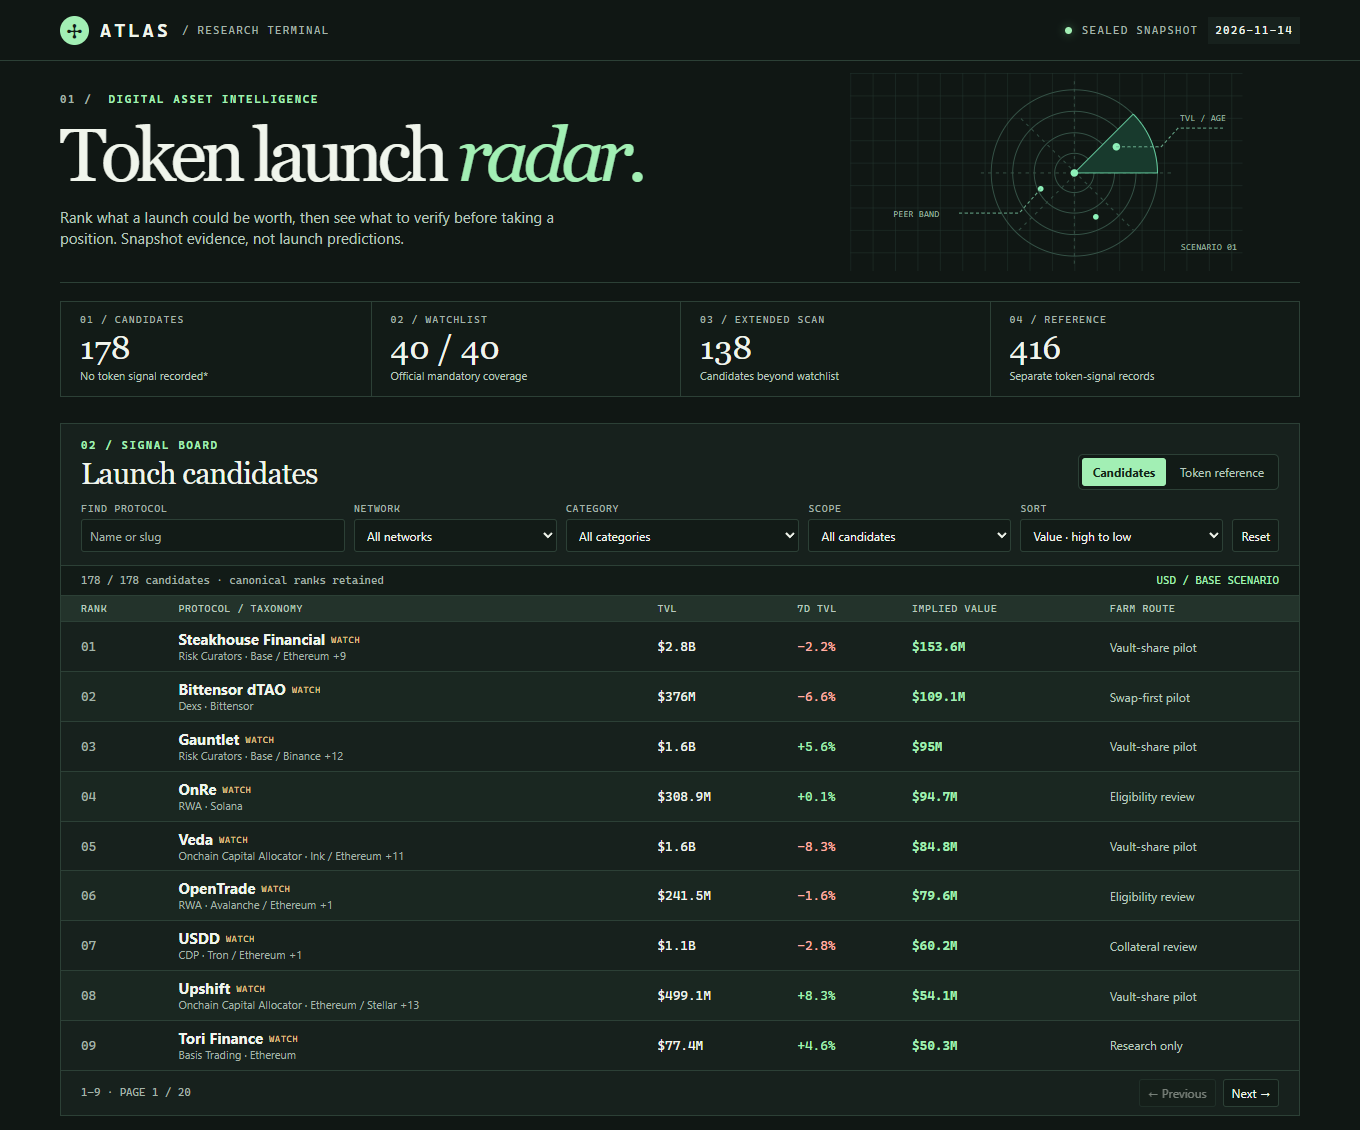 ATLAS / RESEARCH TERMINAL
SEALED SNAPSHOT 2026-11-14
01 / DIGITAL ASSET INTELLIGENCE
Token launch radar.
Rank what a launch could be worth, then see what to verify before taking a
position. Snapshot evidence, not launch predictions.
TVL / AGE
PEER BAND
SCENARIO 01
01 / CANDIDATES
178
No token signal recorded*
02 / WATCHLIST
40 / 40
Official mandatory coverage
03 / EXTENDED SCAN
138
Candidates beyond watchlist
04 / REFERENCE
416
Separate token-signal records
02 / SIGNAL BOARD
Launch candidates
Candidates Token reference
FIND PROTOCOL NETWORK CATEGORY SCOPE SORT
Name or slug All networks All categories All candidates Value · high to low Reset
178 / 178 candidates · canonical ranks retained USD / BASE SCENARIO
RANK PROTOCOL / TAXONOMY TVL 7D TVL IMPLIED VALUE FARM ROUTE
01 Steakhouse Financial WATCH $2.8B −2.2% $153.6M Vault-share pilot
Risk Curators · Base / Ethereum +9
02 Bittensor dTAO WATCH $376M −6.6% $109.1M Swap-first pilot
Dexs · Bittensor
03 Gauntlet WATCH $1.6B +5.6% $95M Vault-share pilot
Risk Curators · Base / Binance +12
04 OnRe WATCH $308.9M +0.1% $94.7M Eligibility review
RWA · Solana
05 Veda WATCH $1.6B −8.3% $84.8M Vault-share pilot
Onchain Capital Allocator · Ink / Ethereum +11
06 OpenTrade WATCH $241.5M −1.6% $79.6M Eligibility review
RWA · Avalanche / Ethereum +1
07 USDD WATCH $1.1B −2.8% $60.2M Collateral review
CDP · Tron / Ethereum +1
08 Upshift WATCH $499.1M +8.3% $54.1M Vault-share pilot
Onchain Capital Allocator · Ethereum / Stellar +13
09 Tori Finance WATCH $77.4M +4.6% $50.3M Research only
Basis Trading · Ethereum
1–9 · PAGE 1 / 20 ← Previous Next →